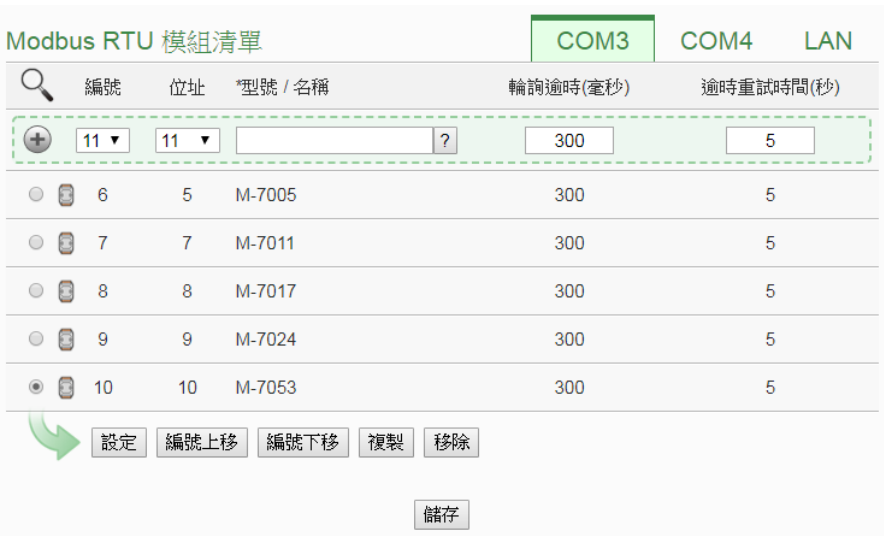 Modbus RTU 模組清單 COM3 COM4 LAN
編號 位址 *型號 / 名稱 輪詢逾時(毫秒) 逾時重試時間(秒)
11 ▼ 11 ▼ ? 300 5
6 5 M-7005 300 5
7 7 M-7011 300 5
8 8 M-7017 300 5
9 9 M-7024 300 5
10 10 M-7053 300 5
設定 編號上移 編號下移 複製 移除
儲存